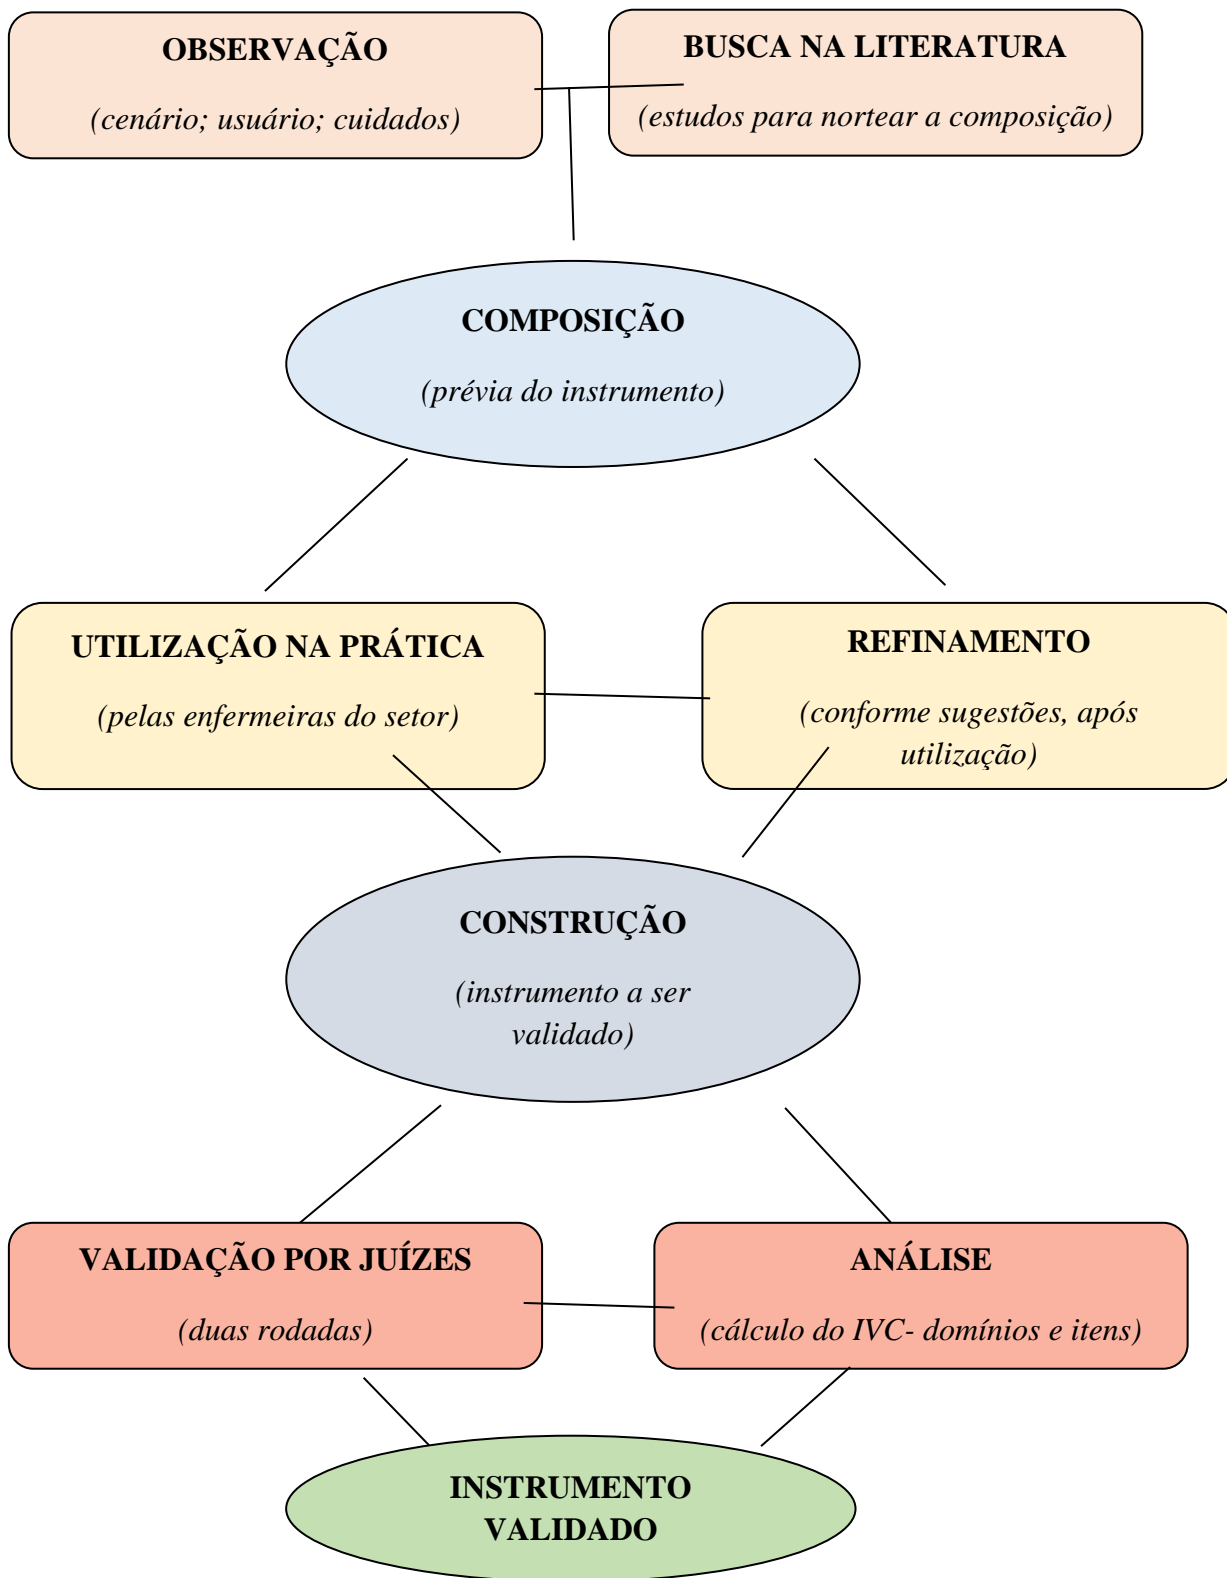 OBSERVAÇÃO
(cenário; usuário; cuidados)
BUSCA NA LITERATURA
(estudos para nortear a composição)
COMPOSIÇÃO
(prévia do instrumento)
UTILIZAÇÃO NA PRÁTICA
(pelas enfermeiras do setor)
REFINAMENTO
(conforme sugestões, após
utilização)
CONSTRUÇÃO
(instrumento a ser
validado)
VALIDAÇÃO POR JUÍZES
(duas rodadas)
ANÁLISE
(cálculo do IVC- domínios e itens)
INSTRUMENTO
VALIDADO